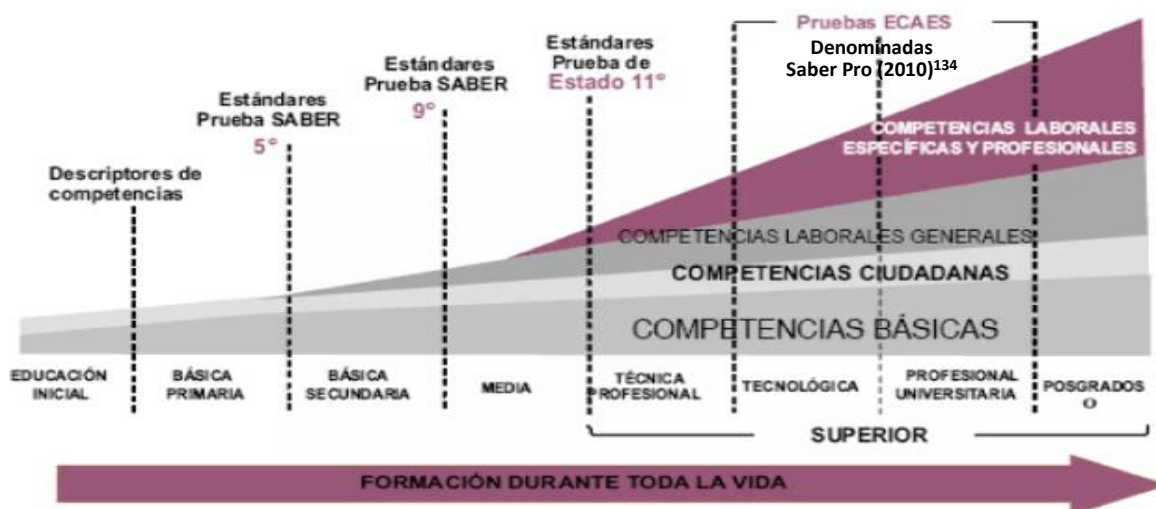 Pruebas ECAES
Denominadas
Saber Pro (2010)134
Estándares
Prueba de
Estado 11°
Estándares
Prueba SABER
9°
Estándares
Prueba SABER
5°
Descriptores de
competencias
COMPETENCIAS LABORALES
ESPECÍFICAS Y PROFESIONALES
COMPETENCIAS LABORALES GENERALES
COMPETENCIAS CIUDADANAS
COMPETENCIAS BÁSICAS
EDUCACIÓN
INICIAL
BÁSICA
PRIMARIA
BÁSICA
SECUNDARIA
MEDIA
TÉCNICA
PROFESIONAL
TECNOLÓGICA
PROFESIONAL
UNIVERSITARIA
POSGRADOS
O
SUPERIOR
FORMACIÓN DURANTE TODA LA VIDA